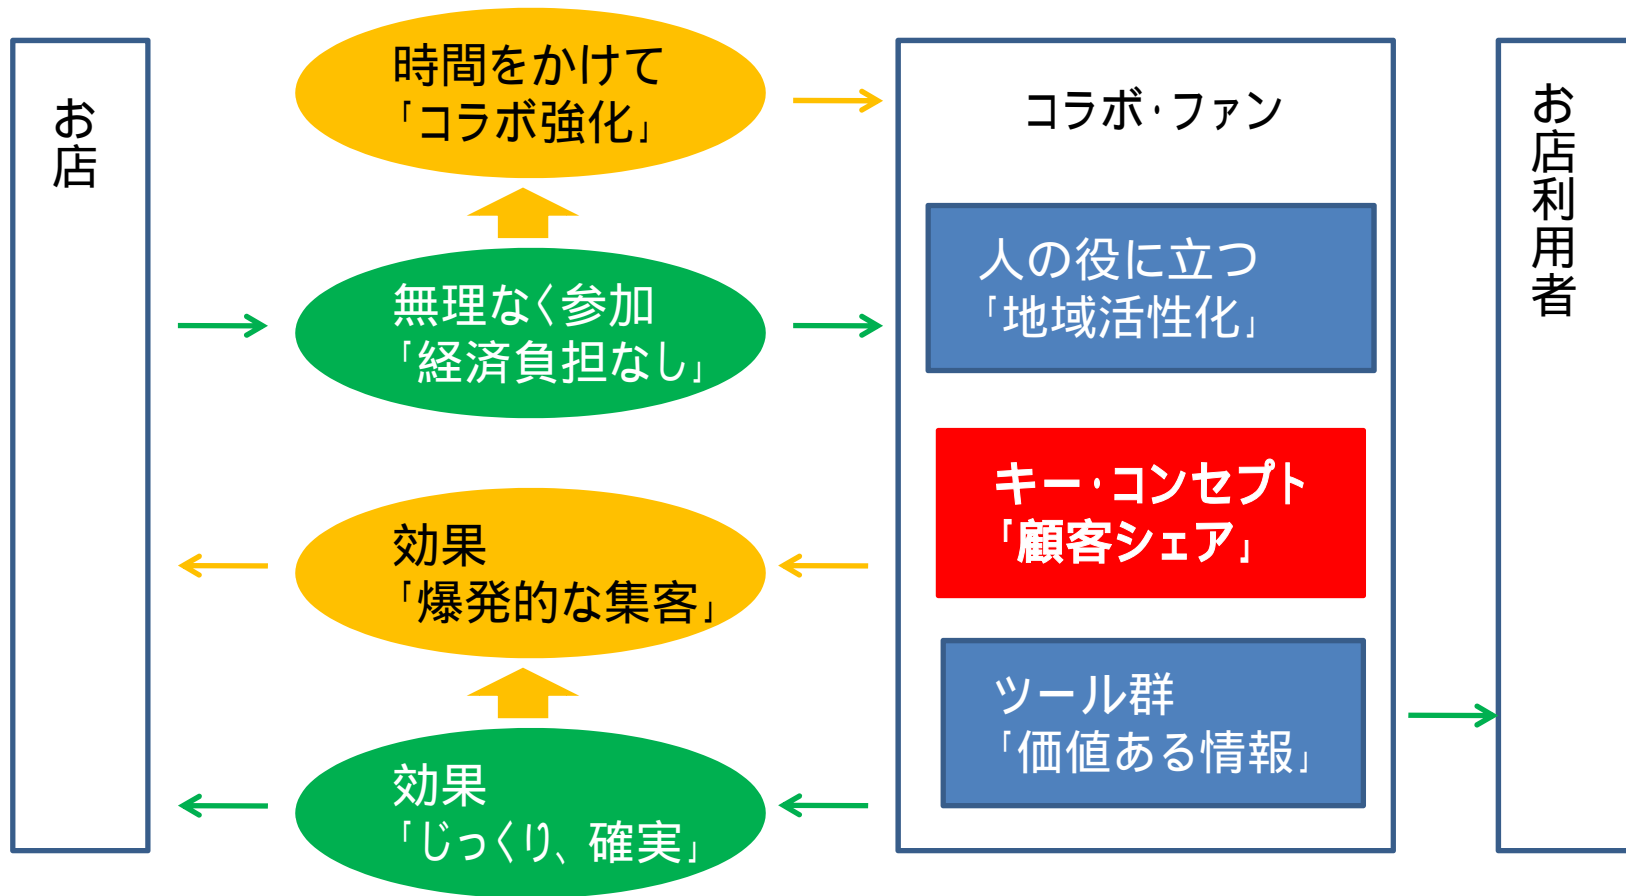 お店
時間をかけて
「コラボ強化」
無理なく参加
「経済負担なし」
効果
「爆発的な集客」
効果
「じっくり、確実」
コラボ・ファン
人の役に立つ
「地域活性化」
キー・コンセプト
「顧客シェア」
ツール群
「価値ある情報」
お店利用者